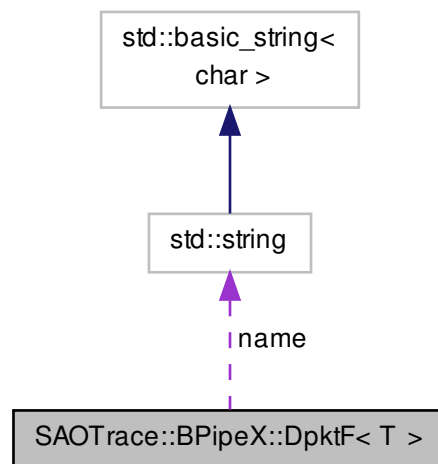 std::basic_string<
char >
std::string
name
SAOTrace::BPipeX::DpktF< T >